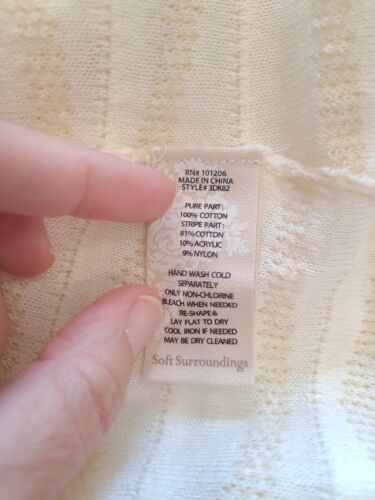 RN# 101206
MADE IN CHINA
STYLE# 3DK82
PURE PART:
100% COTTON
STRIPE PART:
81% COTTON
10% ACRYLIC
9% NYLON
HAND WASH COLD
SEPARATELY
ONLY NON-CHLORINE
BLEACH WHEN NEEDED
RE-SHAPE &
LAY FLAT TO DRY
COOL IRON IF NEEDED
MAY BE DRY CLEANED
Soft Surroundings